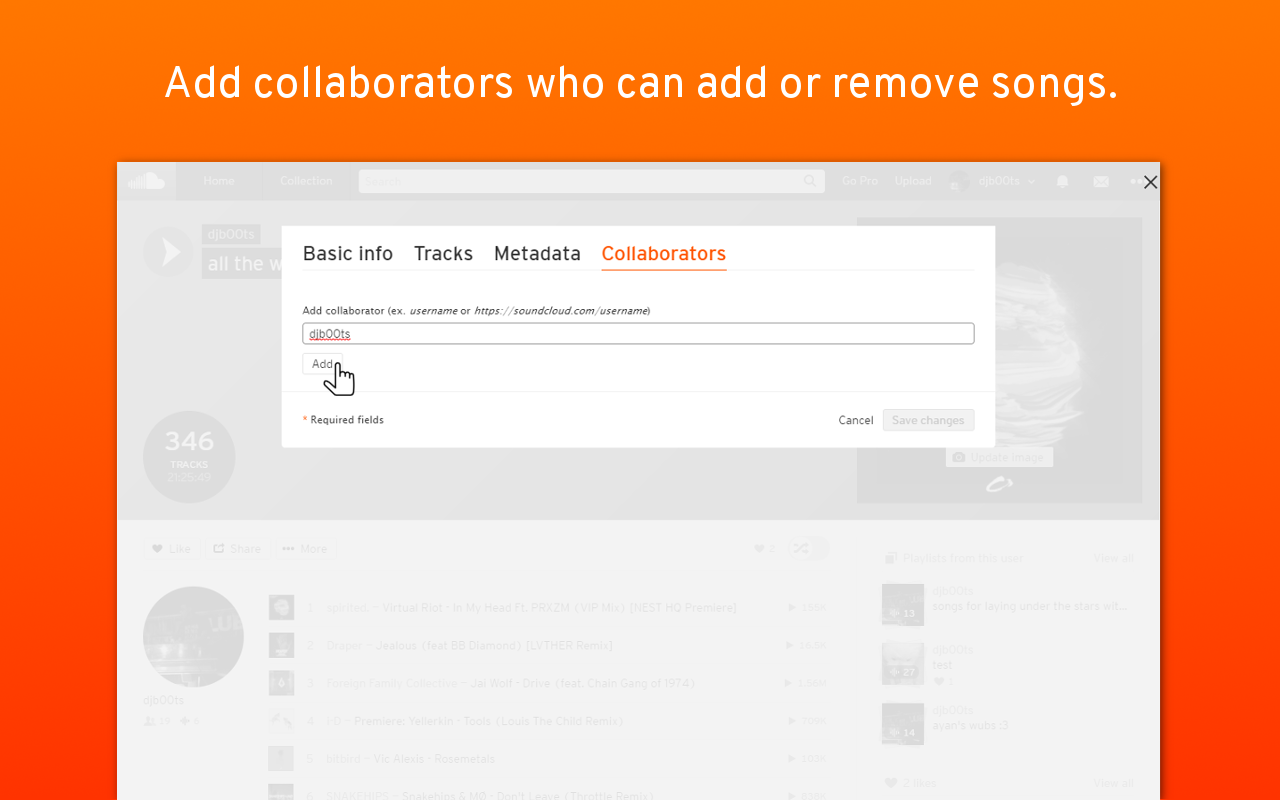 Add collaborators who can add or remove songs.
Home Collection Search Go Pro Upload djb00ts
djb00ts
all the w
Basic info Tracks Metadata Collaborators
Add collaborator (ex. username or https://soundcloud.com/username)
djb00ts
Add
* Required fields Cancel Save changes
346
TRACKS
21:25:49
Update image
Like Share More
Playlists from this user View all
1 spirited – Virtual Riot - In My Head Ft. PRXZM (VIP Mix) [NEST HQ Premiere]
2 Draper – Jealous (feat BB Diamond) [LVTHER Remix]
3 Foreign Family Collective – Jai Wolf - Drive (feat. Chain Gang of 1974)
4 – Premiere: Yellerkin - Tools (Louis The Child Remix)
5 bitbird – Vic Alexis - Rosemetals
6 SNAKEHIPS – Snakehips & MØ - Don't Leave (Throttle Remix)
djb00ts
djb00ts
songs for laying under the stars wit...
13
djb00ts
test
27
djb00ts
avan's wubs :3
14
2 likes View all